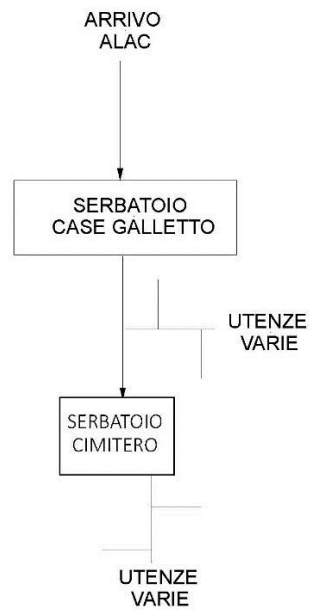 ARRIVO
ALAC
SERBATOIO
CASE GALLETTO
UTENZE
VARIE
SERBATOIO
CIMITERO
UTENZE
VARIE